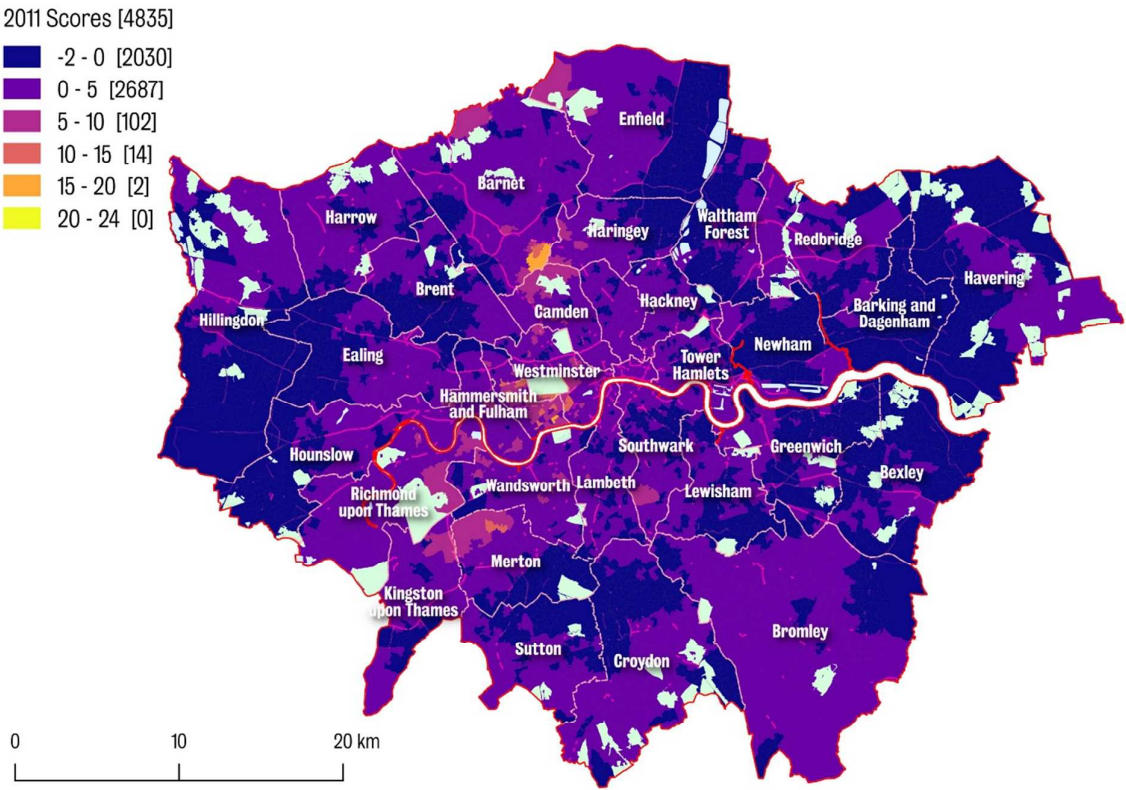 2011 Scores [4835]
-2 - 0 [2030]
0 - 5 [2687]
5 - 10 [102]
10 - 15 [14]
15 - 20 [2]
20 - 24 [0]
Enfield
Barnet
Harrow
Haringey
Waltham
Forest
Redbridge
Havering
Brent
Camden
Hackney
Barking and
Dagenham
Hillingdon
Ealing
Newham
Tower
Hamlets
Westminster
Hammersmith
and Fulham
Hounslow
Southwark
Greenwich
Bexley
Richmond
upon Thames
Wandsworth
Lambeth
Lewisham
Merton
Kingston
upon Thames
Sutton
Croydon
Bromley
0 10 20 km